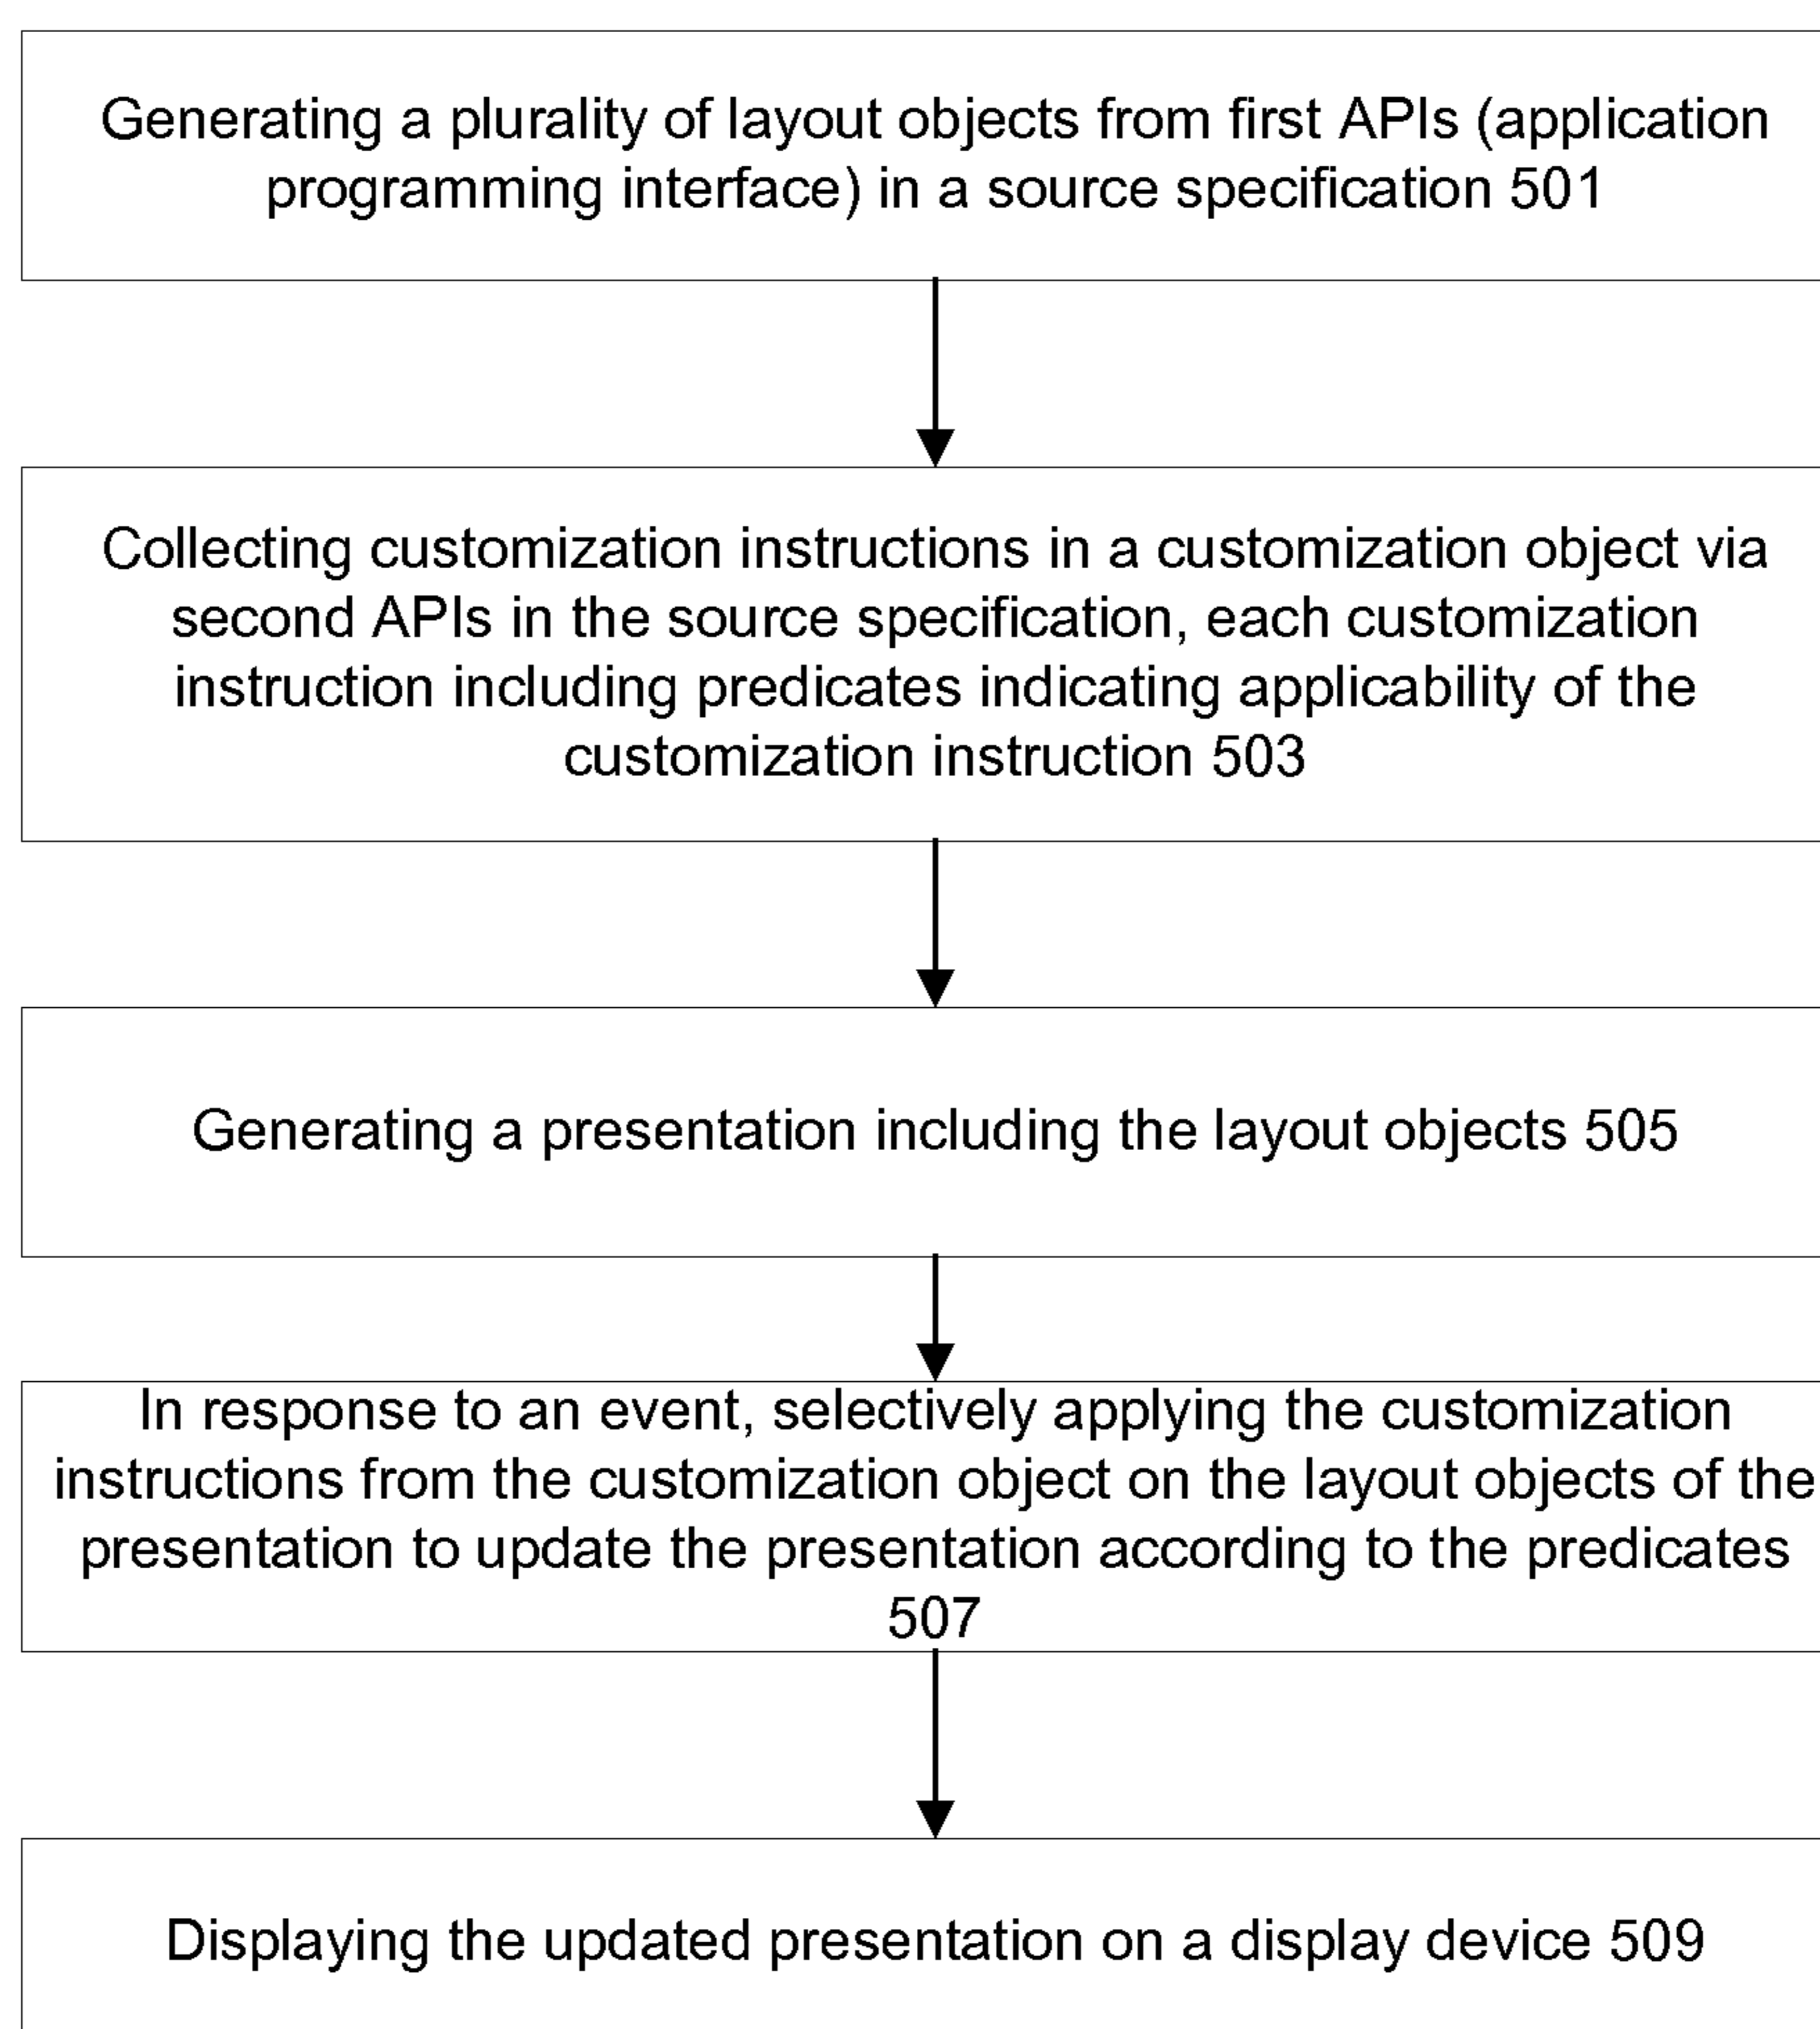 Generating a plurality of layout objects from first APIs (application
programming interface) in a source specification 501
Collecting customization instructions in a customization object via
second APIs in the source specification, each customization
instruction including predicates indicating applicability of the
customization instruction 503
Generating a presentation including the layout objects 505
In response to an event, selectively applying the customization
instructions from the customization object on the layout objects of the
presentation to update the presentation according to the predicates
507
Displaying the updated presentation on a display device 509